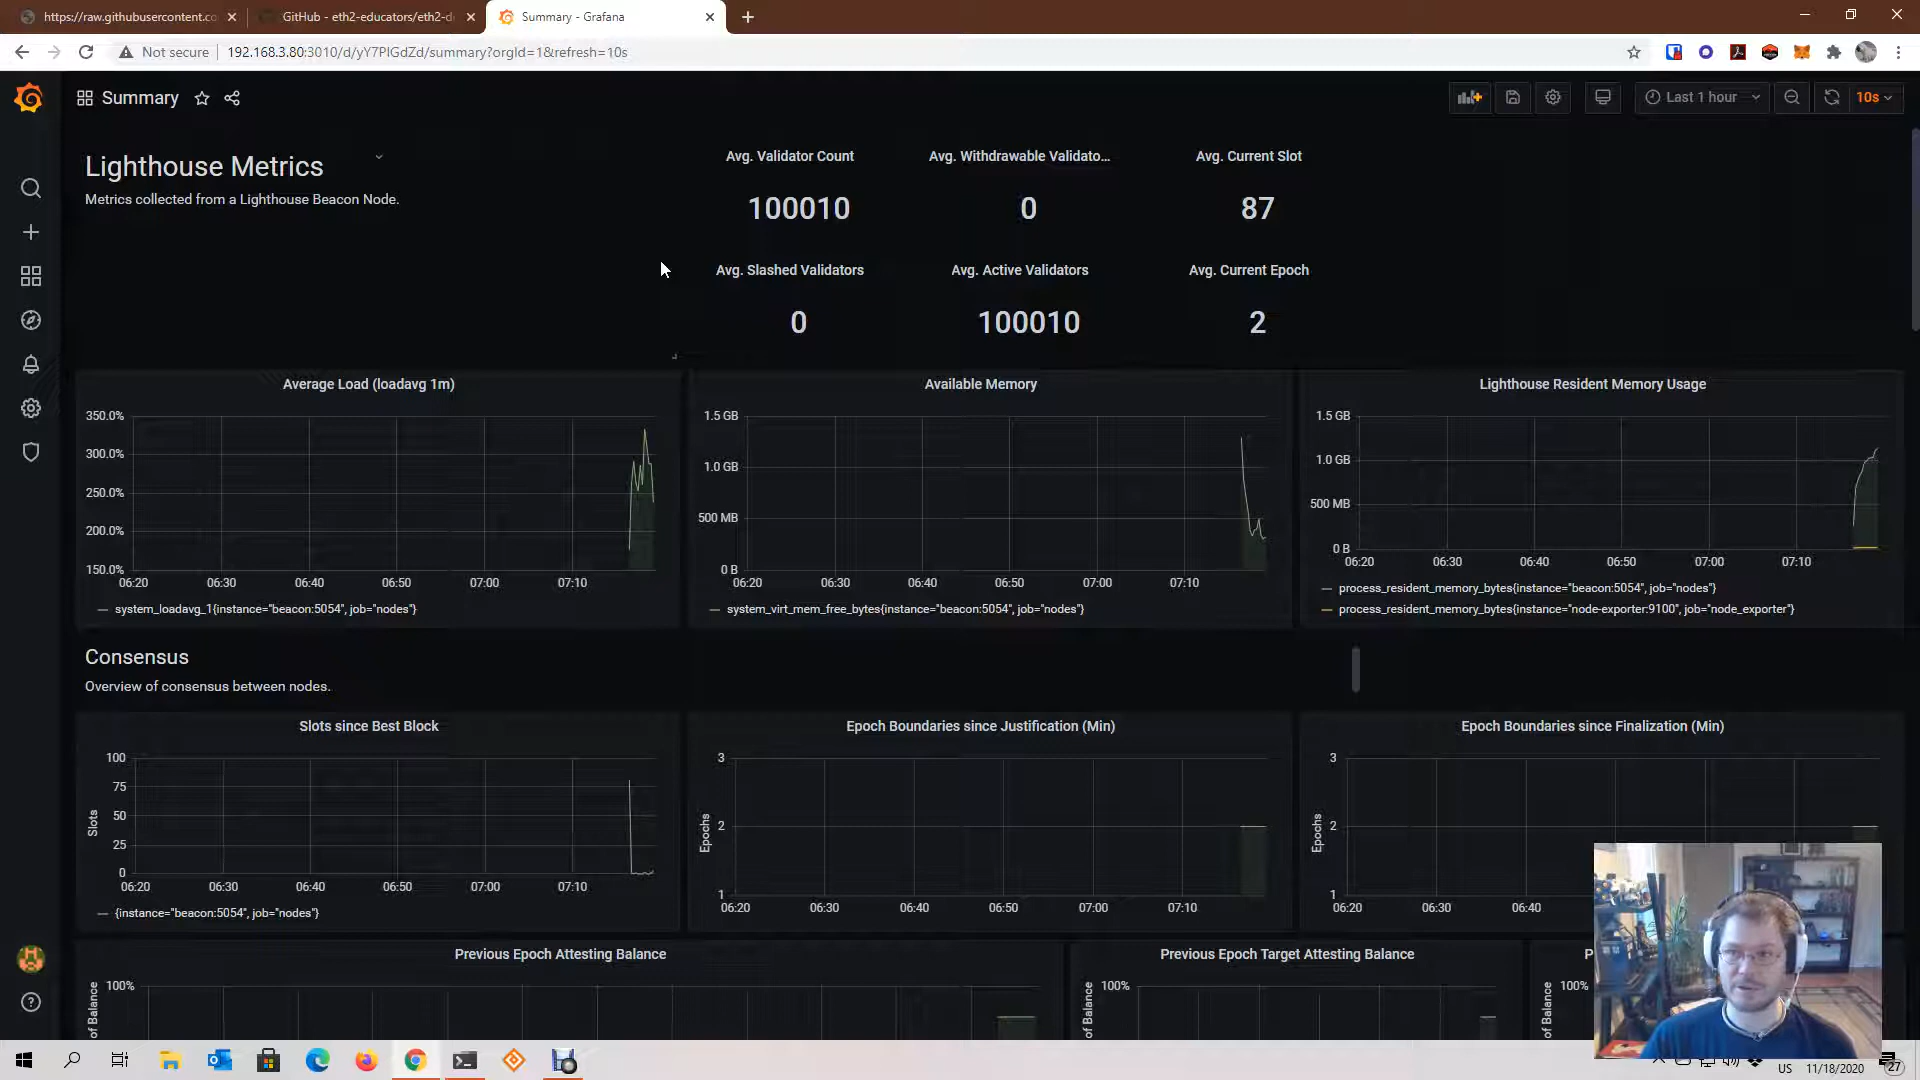 https://raw.githubusercontent.co
GitHub - eth2-educators/eth2-d
Summary - Grafana
Not secure
192.168.3.80:3010/d/yY7PIGdZd/summary?orgId=1&refresh=10s
Summary
Last 1 hour
10s
Lighthouse Metrics
Metrics collected from a Lighthouse Beacon Node.
Avg. Validator Count
100010
Avg. Withdrawable Validato...
0
Avg. Current Slot
87
Avg. Slashed Validators
0
Avg. Active Validators
100010
Avg. Current Epoch
2
Average Load (loadavg 1m)
350.0%
300.0%
250.0%
200.0%
150.0%
06:20 06:30 06:40 06:50 07:00 07:10
system_loadavg_1{instance="beacon:5054", job="nodes"}
Available Memory
1.5 GB
1.0 GB
500 MB
0 B
06:20 06:30 06:40 06:50 07:00 07:10
system_virt_mem_free_bytes{instance="beacon:5054", job="nodes"}
Lighthouse Resident Memory Usage
1.5 GB
1.0 GB
500 MB
0 B
06:20 06:30 06:40 06:50 07:00 07:10
process_resident_memory_bytes{instance="beacon:5054", job="nodes"}
process_resident_memory_bytes{instance="node-exporter:9100", job="node_exporter"}
Consensus
Overview of consensus between nodes.
Slots since Best Block
Slots
100
75
50
25
0
06:20 06:30 06:40 06:50 07:00 07:10
{instance="beacon:5054", job="nodes"}
Epoch Boundaries since Justification (Min)
Epochs
3
2
1
06:20 06:30 06:40 06:50 07:00 07:10
Epoch Boundaries since Finalization (Min)
Epochs
3
2
1
06:20 06:30 06:40
Previous Epoch Attesting Balance
of Balance
100%
Previous Epoch Target Attesting Balance
of Balance
100%
P
of Balance
100%
US
11/18/2020
27